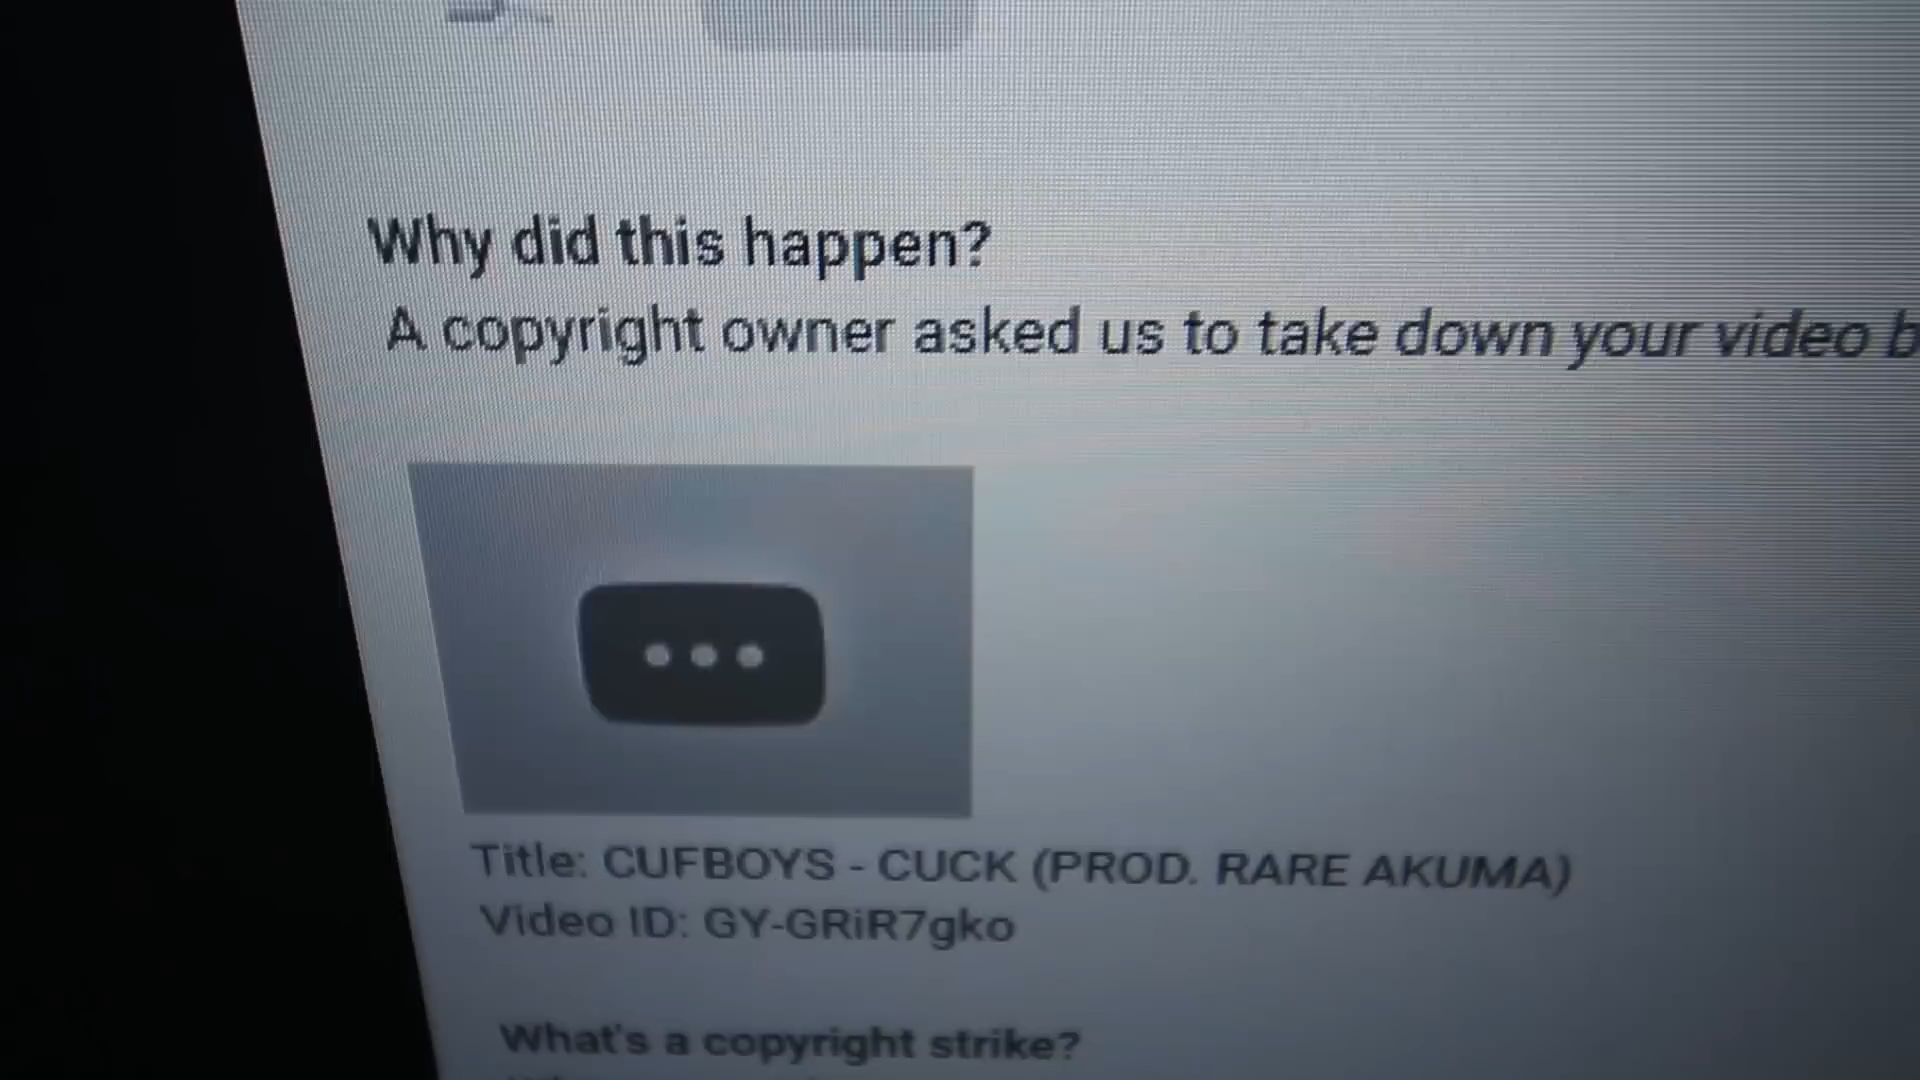 Why did this happen?
A copyright owner asked us to take down your video
Title: CUFBOYS - CUCK (PROD. RARE AKUMA)
Video ID: GY-GRiR7gko
What's a copyright strike?